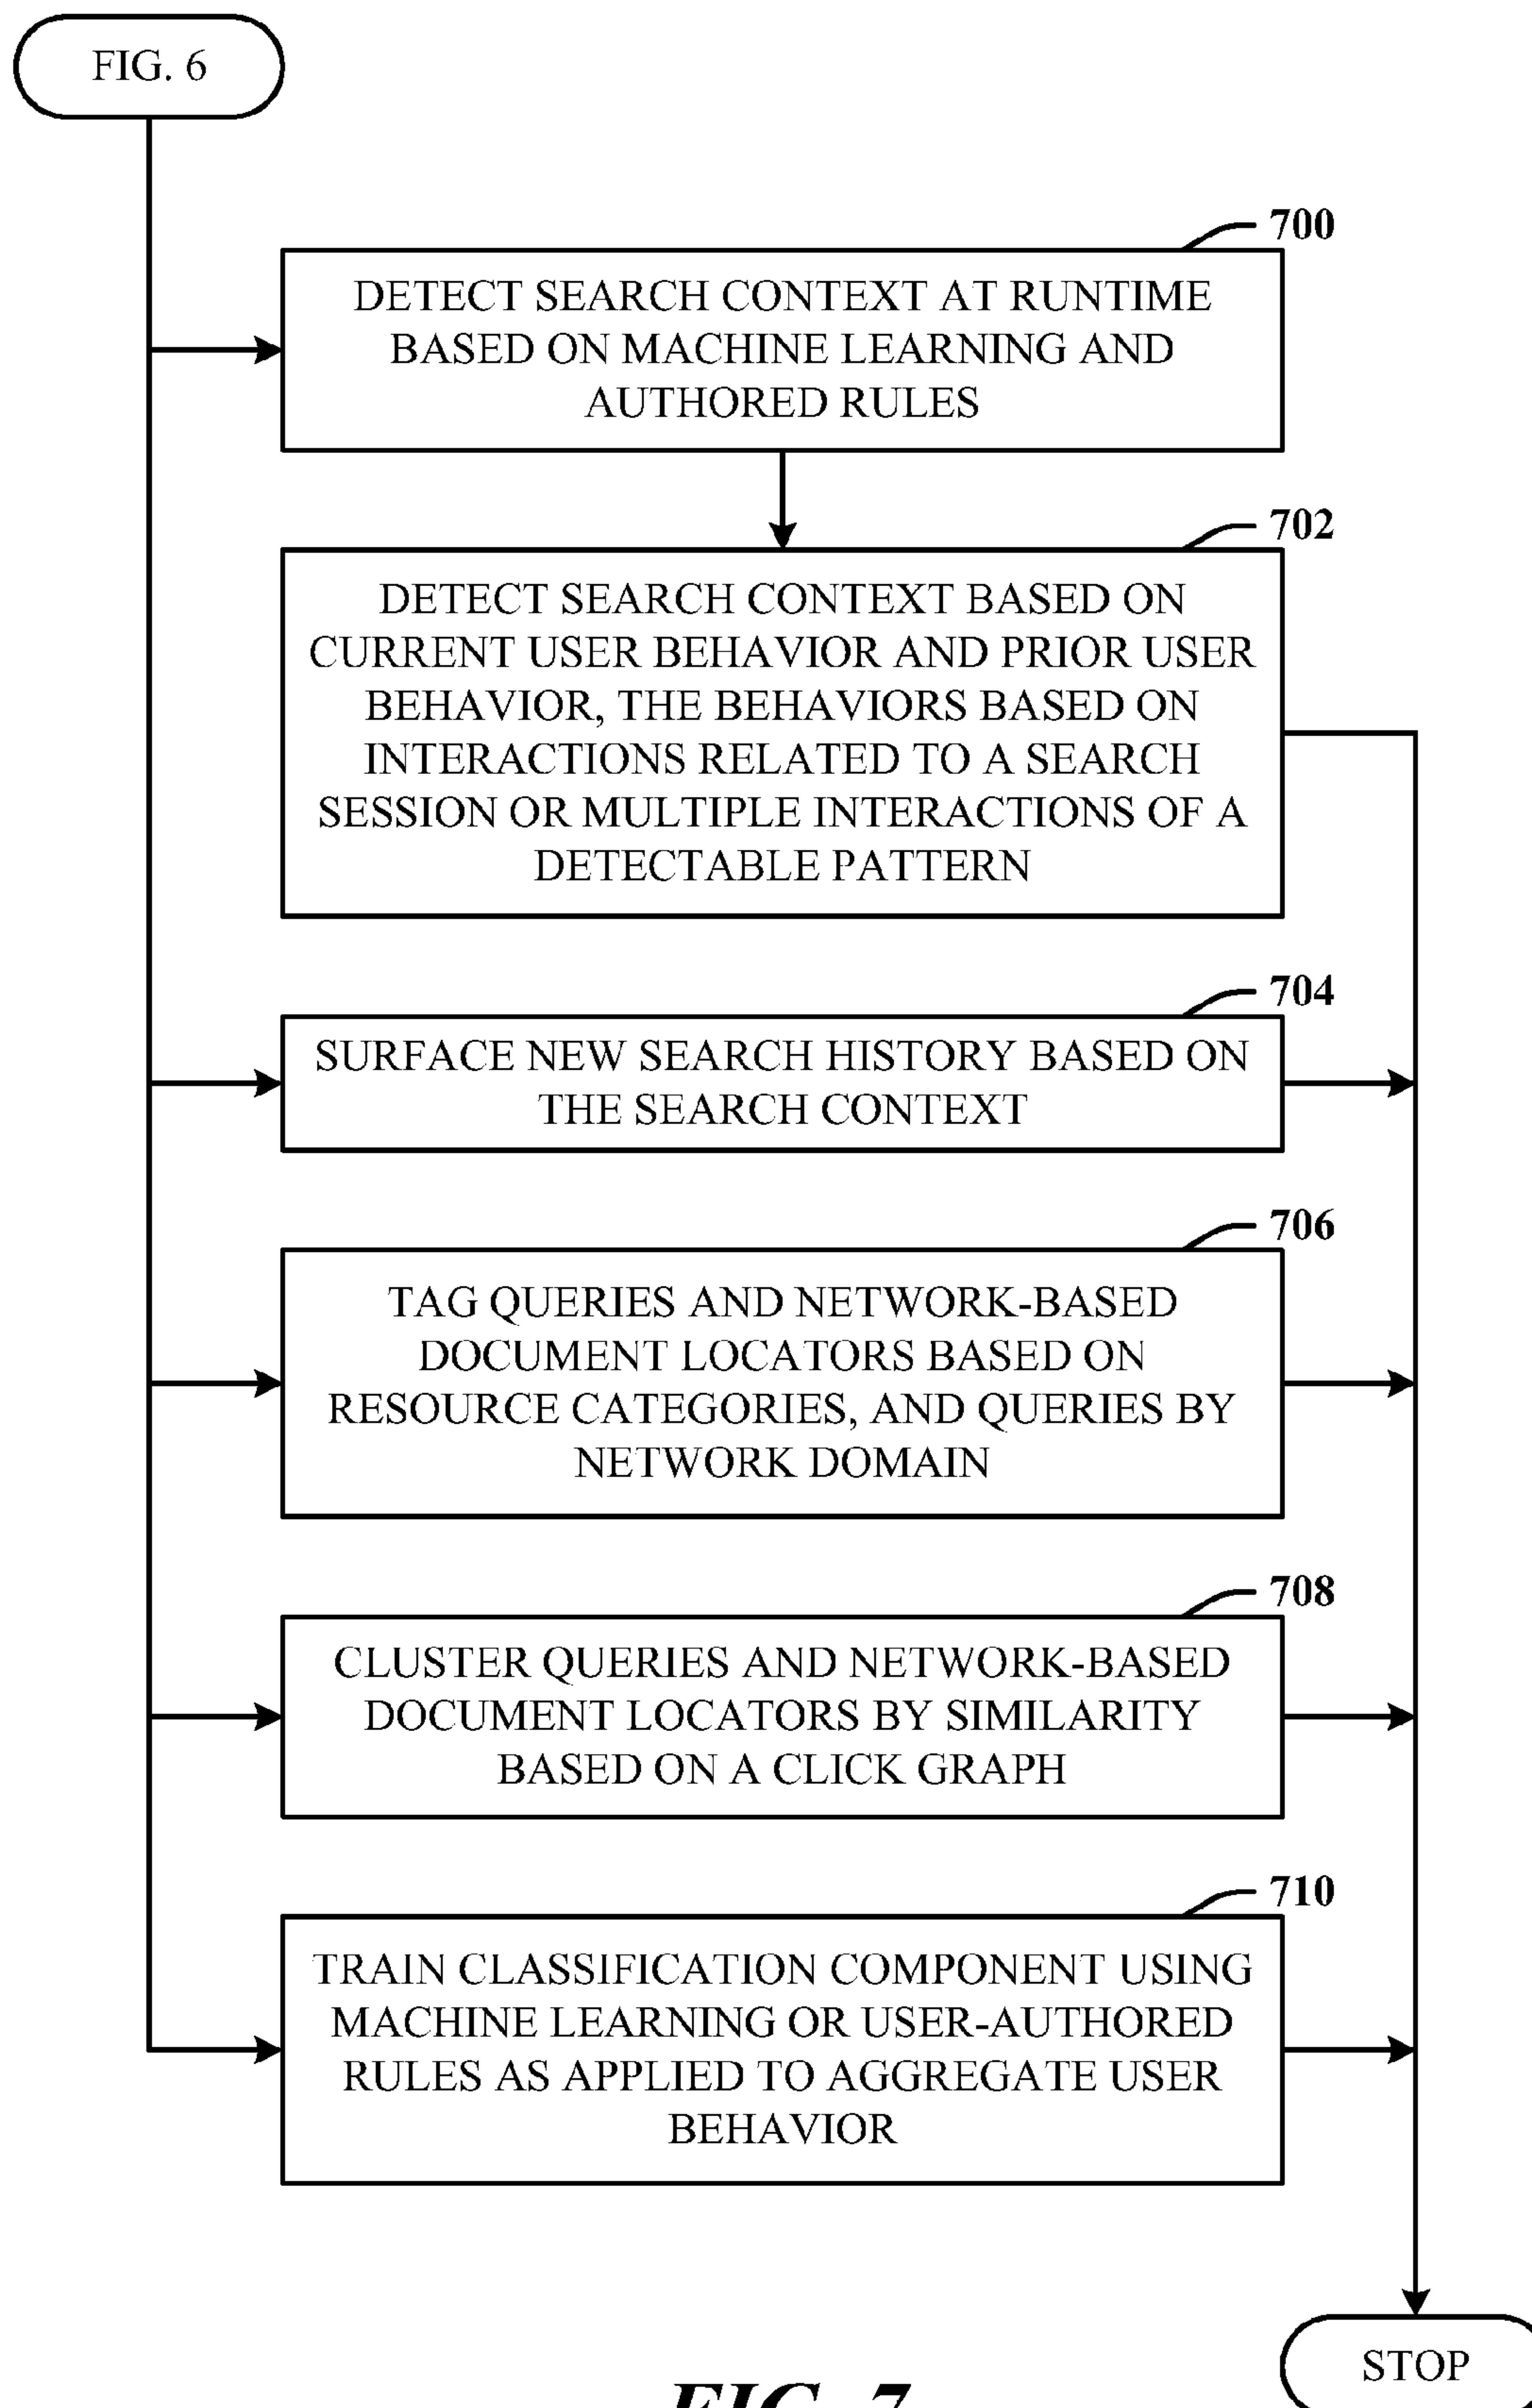 FIG. 6
700
DETECT SEARCH CONTEXT AT RUNTIME
BASED ON MACHINE LEARNING AND
AUTHORED RULES
702
DETECT SEARCH CONTEXT BASED ON
CURRENT USER BEHAVIOR AND PRIOR USER
BEHAVIOR, THE BEHAVIORS BASED ON
INTERACTIONS RELATED TO A SEARCH
SESSION OR MULTIPLE INTERACTIONS OF A
DETECTABLE PATTERN
704
SURFACE NEW SEARCH HISTORY BASED ON
THE SEARCH CONTEXT
706
TAG QUERIES AND NETWORK-BASED
DOCUMENT LOCATORS BASED ON
RESOURCE CATEGORIES, AND QUERIES BY
NETWORK DOMAIN
708
CLUSTER QUERIES AND NETWORK-BASED
DOCUMENT LOCATORS BY SIMILARITY
BASED ON A CLICK GRAPH
710
TRAIN CLASSIFICATION COMPONENT USING
MACHINE LEARNING OR USER-AUTHORED
RULES AS APPLIED TO AGGREGATE USER
BEHAVIOR
STOP
FIG. 7